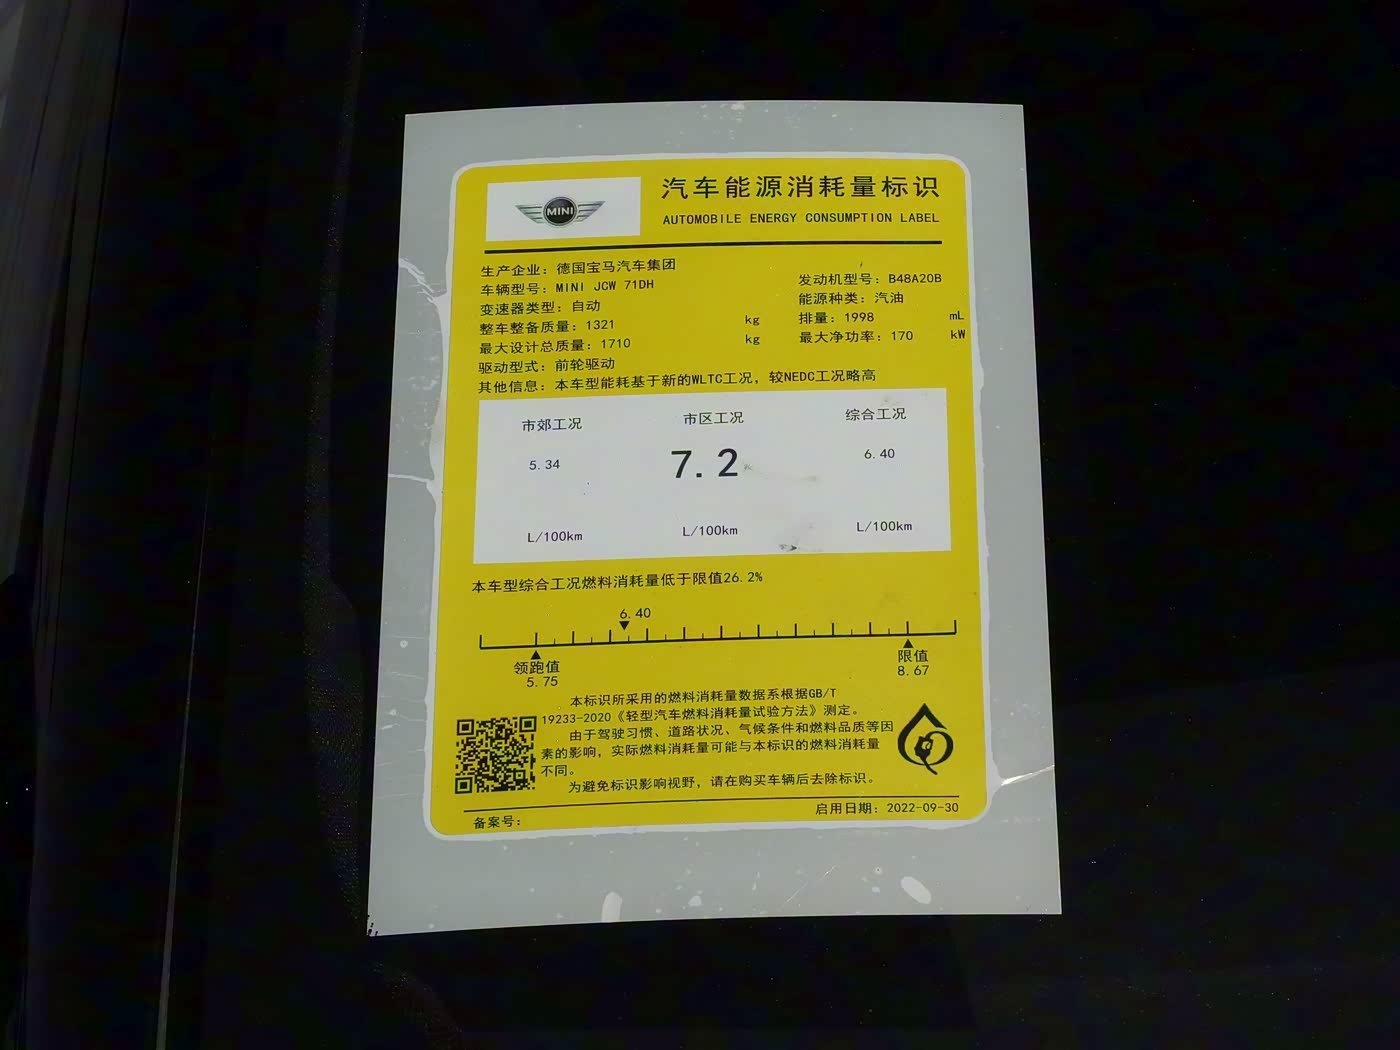 MINI
汽车能源消耗量标识
AUTOMOBILE ENERGY CONSUMPTION LABEL
生产企业：德国宝马汽车集团
车辆型号：MINI JCW 71DH
发动机型号：B48A20B
变速器类型：自动
能源种类：汽油
整车整备质量：1321 kg
排量：1998 mL
最大设计总质量：1710 kg
最大净功率：170 kW
驱动型式：前轮驱动
其他信息：本车型能耗基于新的WLTC工况，较NEDC工况略高
市郊工况 市区工况 综合工况
5.34 7.2 6.40
L/100km L/100km L/100km
本车型综合工况燃料消耗量低于限值26.2%
6.40
领跑值 限值
5.75 8.67
本标识所采用的燃料消耗量数据系根据GB/T
19233-2020《轻型汽车燃料消耗量试验方法》测定。
由于驾驶习惯、道路状况、气候条件和燃料品质等因
素的影响，实际燃料消耗量可能与本标识的燃料消耗量
不同。
为避免标识影响视野，请在购买车辆后去除标识。
备案号：
启用日期：2022-09-30